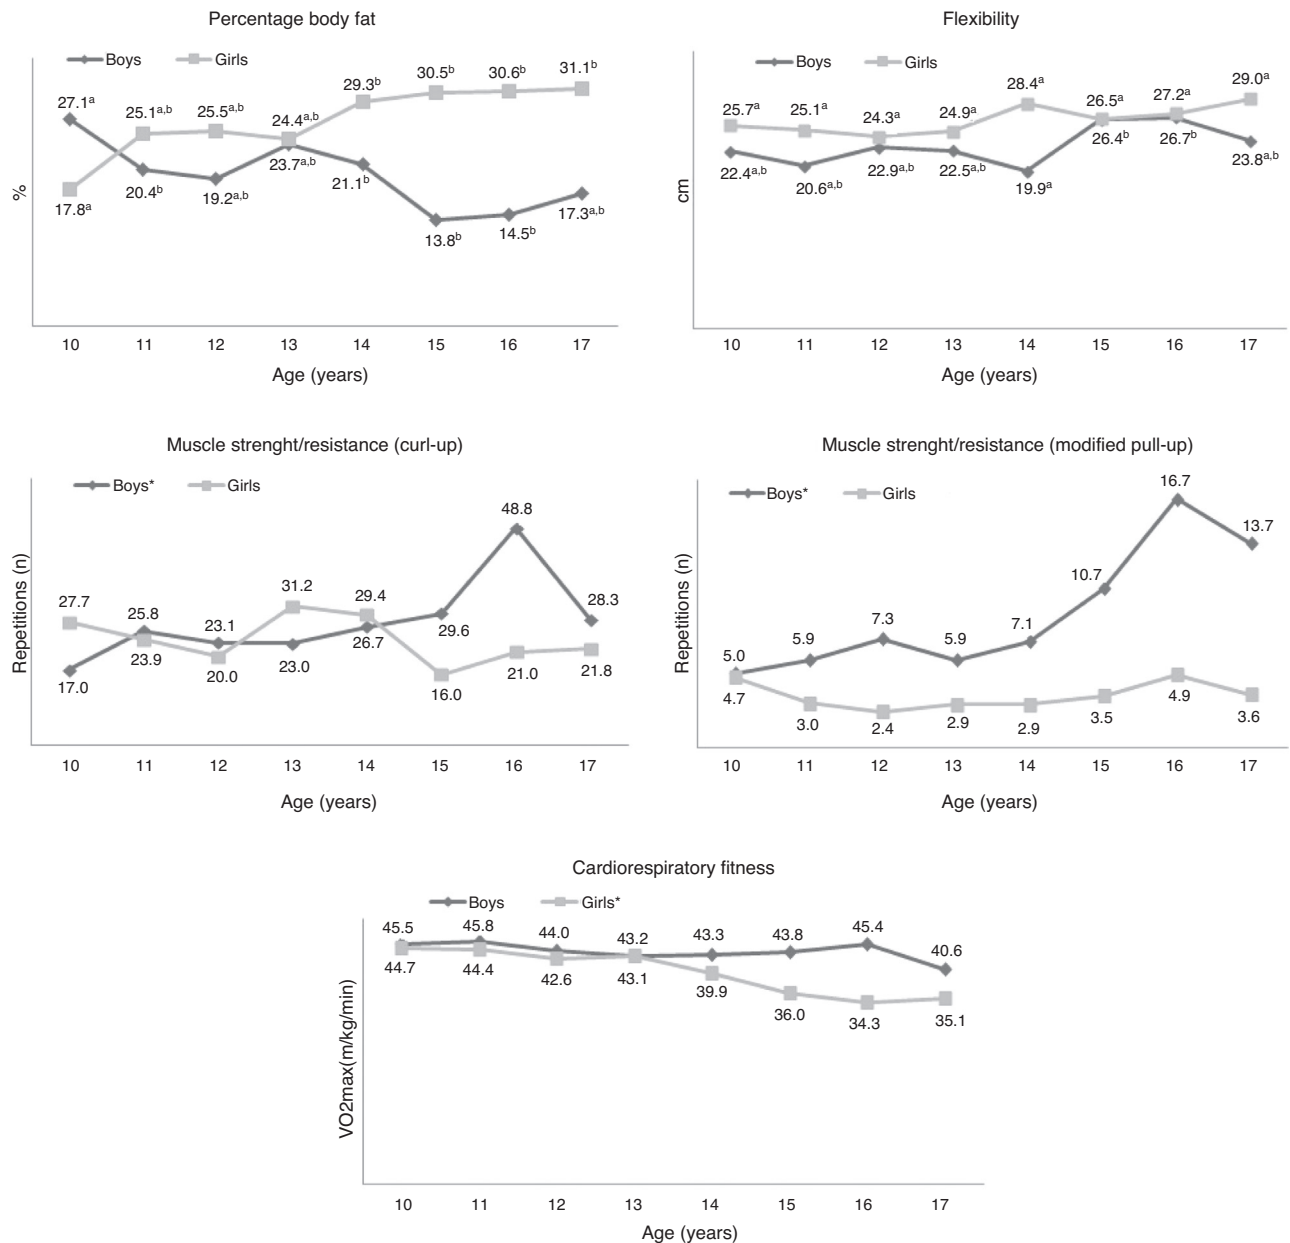 Percentage body fat
Boys Girls
27.1a 25.1a,b 25.5a,b 24.4a,b 29.3b 30.5b 30.6b 31.1b
17.8a 20.4b 19.2a,b 23.7a,b 21.1b 13.8b 14.5b 17.3a,b
%
10 11 12 13 14 15 16 17
Age (years)
Flexibility
Boys Girls
25.7a 25.1a 24.3a 24.9a 28.4a 26.5a 27.2a 29.0a
22.4a,b 20.6a,b 22.9a,b 22.5a,b 19.9a 26.4b 26.7b 23.8a,b
cm
10 11 12 13 14 15 16 17
Age (years)
Muscle strenght/resistance (curl-up)
Boys* Girls
27.7 25.8 23.1 31.2 29.4 29.6 48.8 28.3
17.0 23.9 20.0 23.0 26.7 16.0 21.0 21.8
Repetitions (n)
10 11 12 13 14 15 16 17
Age (years)
Muscle strenght/resistance (modified pull-up)
Boys* Girls
5.0 5.9 7.3 5.9 7.1 10.7 16.7 13.7
4.7 3.0 2.4 2.9 2.9 3.5 4.9 3.6
Repetitions (n)
10 11 12 13 14 15 16 17
Age (years)
Cardiorespiratory fitness
Boys Girls*
45.5 45.8 44.0 43.2 43.3 43.8 45.4 40.6
44.7 44.4 42.6 43.1 39.9 36.0 34.3 35.1
VO2max(m/kg/min)
10 11 12 13 14 15 16 17
Age (years)